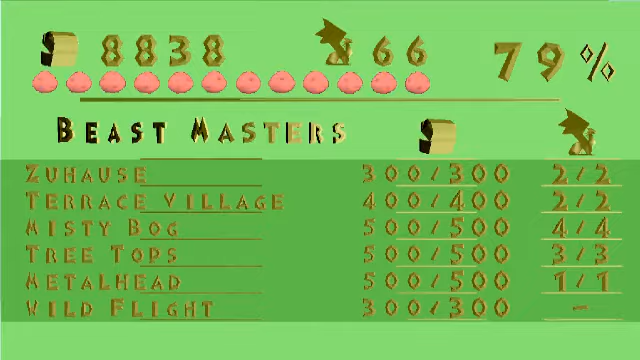 8838 66 79%
BEAST MASTERS
ZUHAUSE 300/300 2/2
TERRACE VILLAGE 400/400 2/2
MISTY BOG 500/500 4/4
TREE TOPS 500/500 3/3
METALHEAD 500/500 1/1
WILD FLIGHT 300/300 -